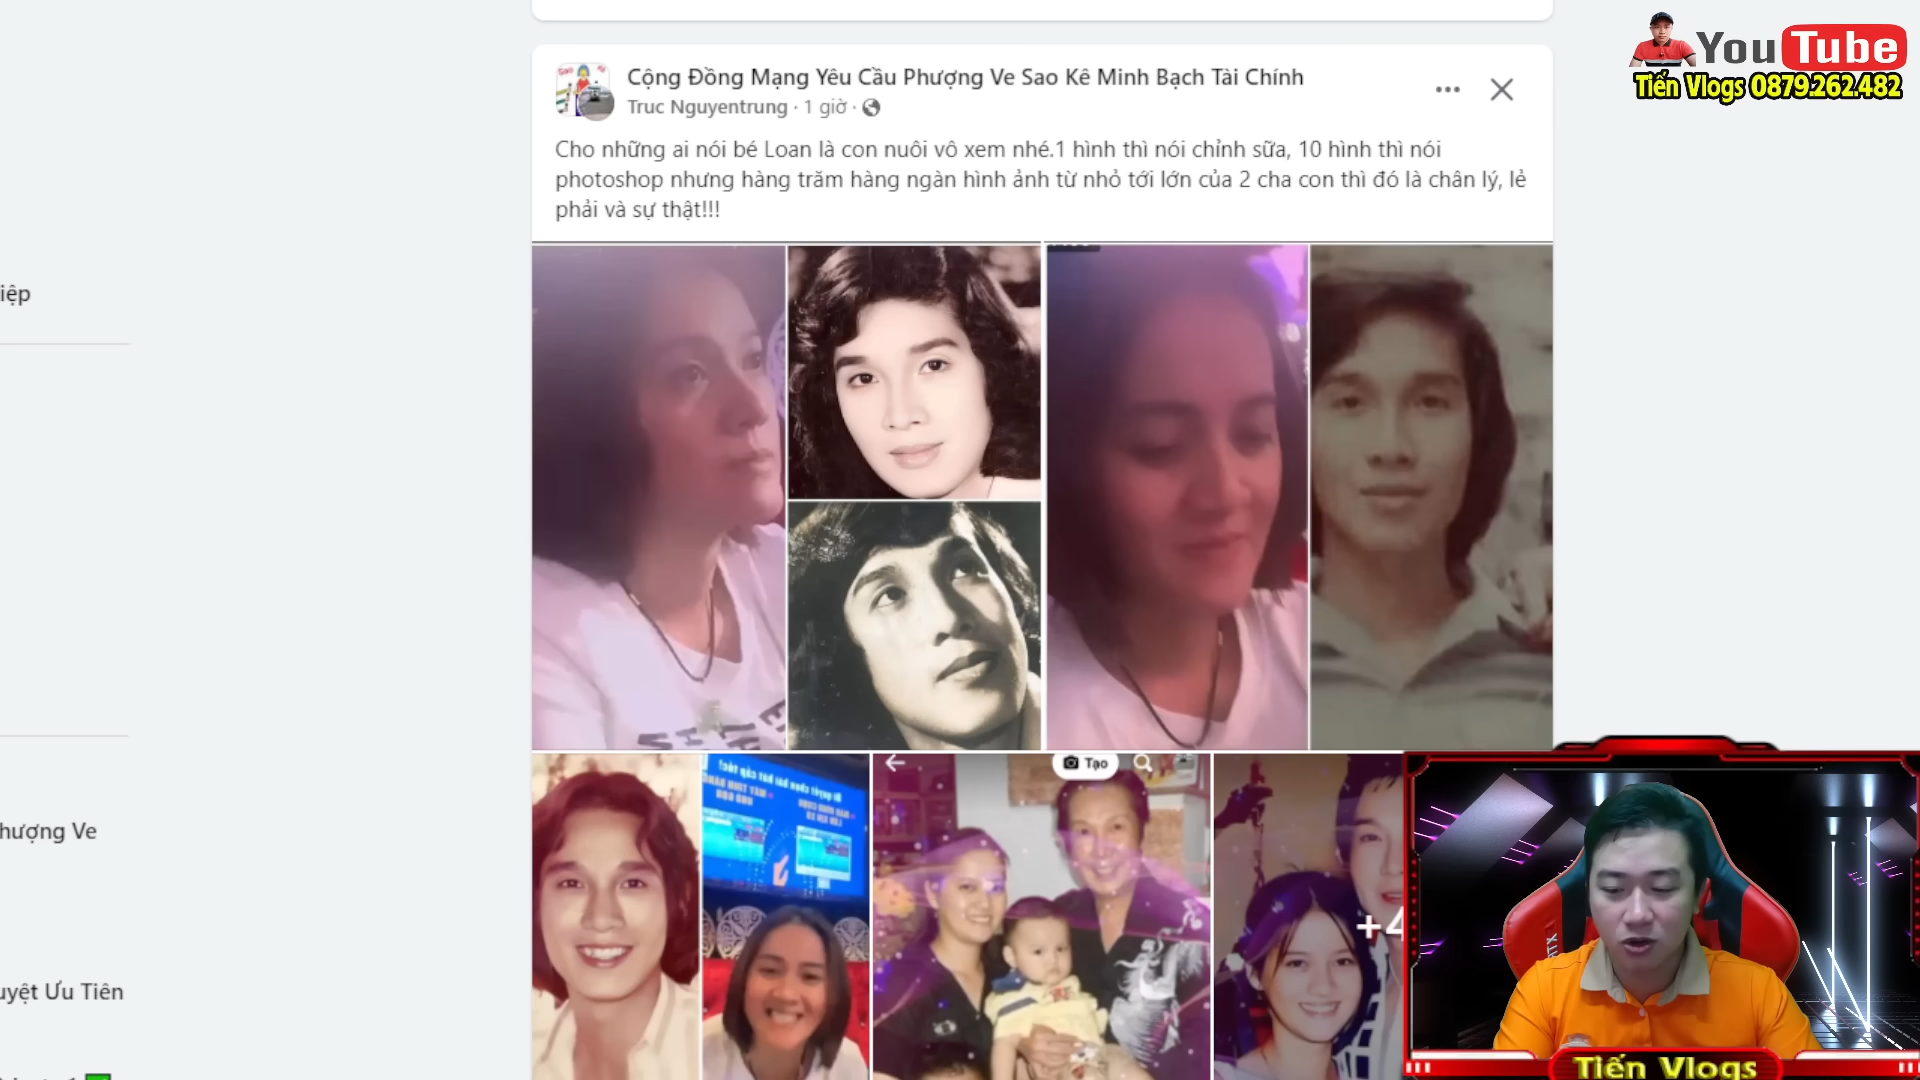 YouTube
Tiến Vlogs 0879.262.482
Cộng Đồng Mạng Yêu Cầu Phượng Ve Sao Kê Minh Bạch Tài Chính
Truc Nguyentrung · 1 giờ ·
Cho những ai nói bé Loan là con nuôi vô xem nhé.1 hình thì nói chỉnh sữa, 10 hình thì nói
photoshop nhưng hàng trăm hàng ngàn hình ảnh từ nhỏ tới lớn của 2 cha con thì đó là chân lý, lẻ
phải và sự thật!!!
iệp
hượng Ve
uyệt Ưu Tiên
Tạo
+4
Tiến Vlogs